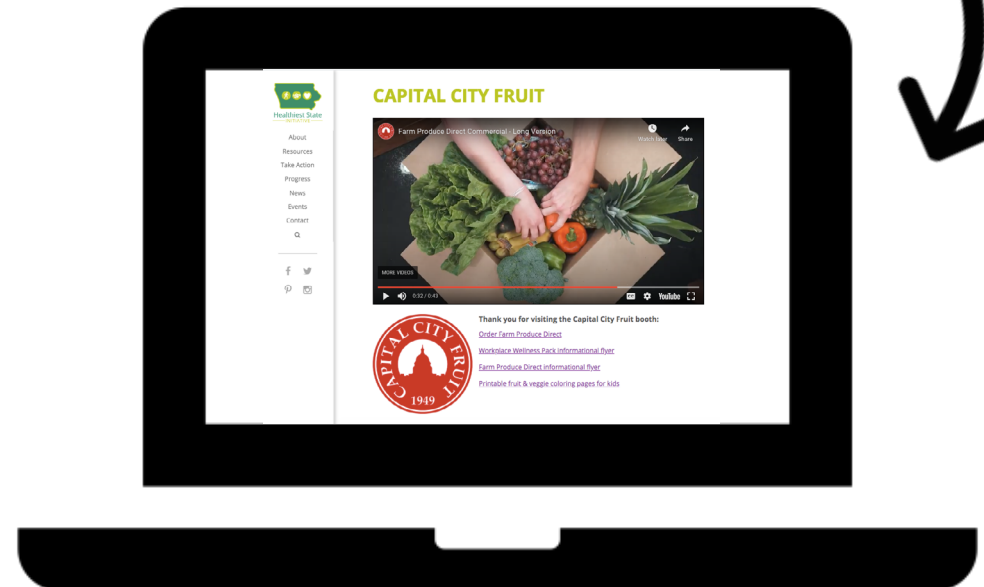 Healthiest State
INITIATIVE
About
Resources
Take Action
Progress
News
Events
Contact
CAPITAL CITY FRUIT
Farm Produce Direct Commercial - Long Version
Watch later
Share
MORE VIDEOS
0:32 / 0:43
CC
YouTube
CAPITAL CITY FRUIT
1949
Thank you for visiting the Capital City Fruit booth:
Order Farm Produce Direct
Workplace Wellness Pack informational flyer
Farm Produce Direct informational flyer
Printable fruit & veggie coloring pages for kids